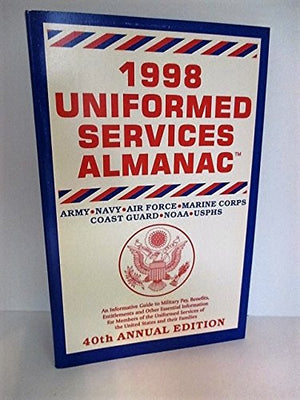 1998
UNIFORMED
SERVICES
ALMANAC™
ARMY•NAVY•AIR FORCE•MARINE CORPS
COAST GUARD•NOAA•USPHS
An Informative Guide to Military Pay, Benefits,
Entitlements and Other Essential Information
for Members of the Uniformed Services of
the United States and their Families
40th ANNUAL EDITION